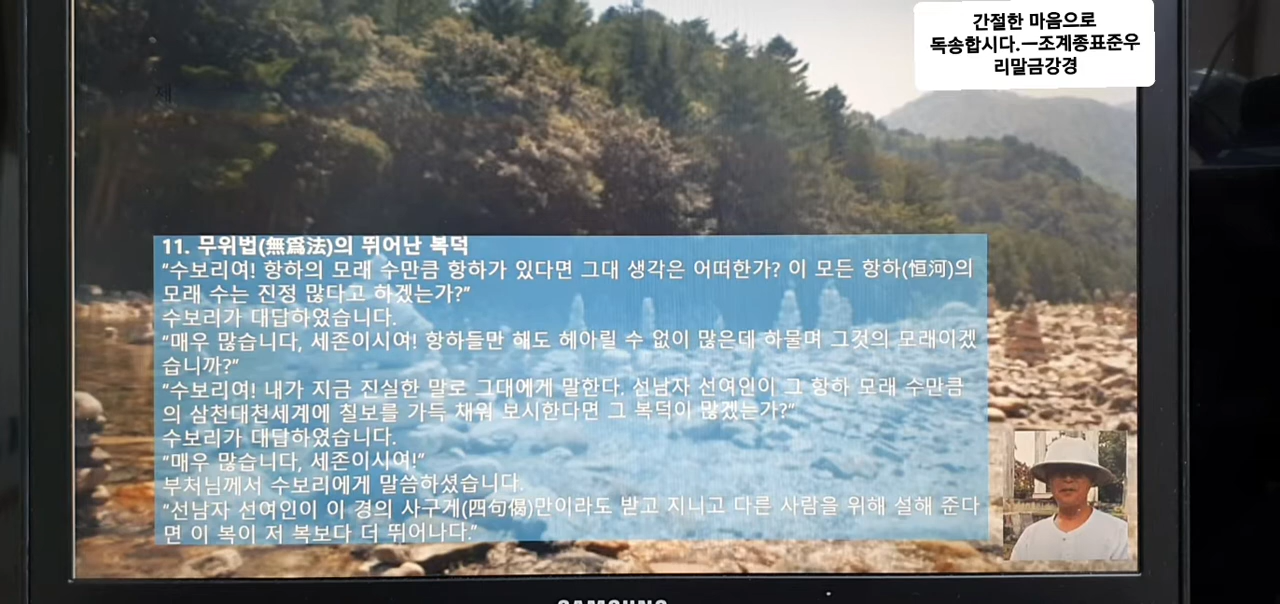 간절한 마음으로
독송합시다.ㅡ조계종표준우
리말금강경
제
11. 무위법(無爲法)의 뛰어난 복덕
"수보리여! 항하의 모래 수만큼 항하가 있다면 그대 생각은 어떠한가? 이 모든 항하(恒河)의
모래 수는 진정 많다고 하겠는가?"
수보리가 대답하였습니다.
"매우 많습니다, 세존이시여! 항하들만 해도 헤아릴 수 없이 많은데 하물며 그것의 모래이겠
습니까?"
"수보리여! 내가 지금 진실한 말로 그대에게 말한다. 선남자 선여인이 그 항하 모래 수만큼
의 삼천대천세계에 칠보를 가득 채워 보시한다면 그 복덕이 많겠는가?"
수보리가 대답하였습니다.
"매우 많습니다, 세존이시여!"
부처님께서 수보리에게 말씀하셨습니다.
"선남자 선여인이 이 경의 사구게(四句偈)만이라도 받고 지니고 다른 사람을 위해 설해 준다
면 이 복이 저 복보다 더 뛰어나다."
SAMSUNG